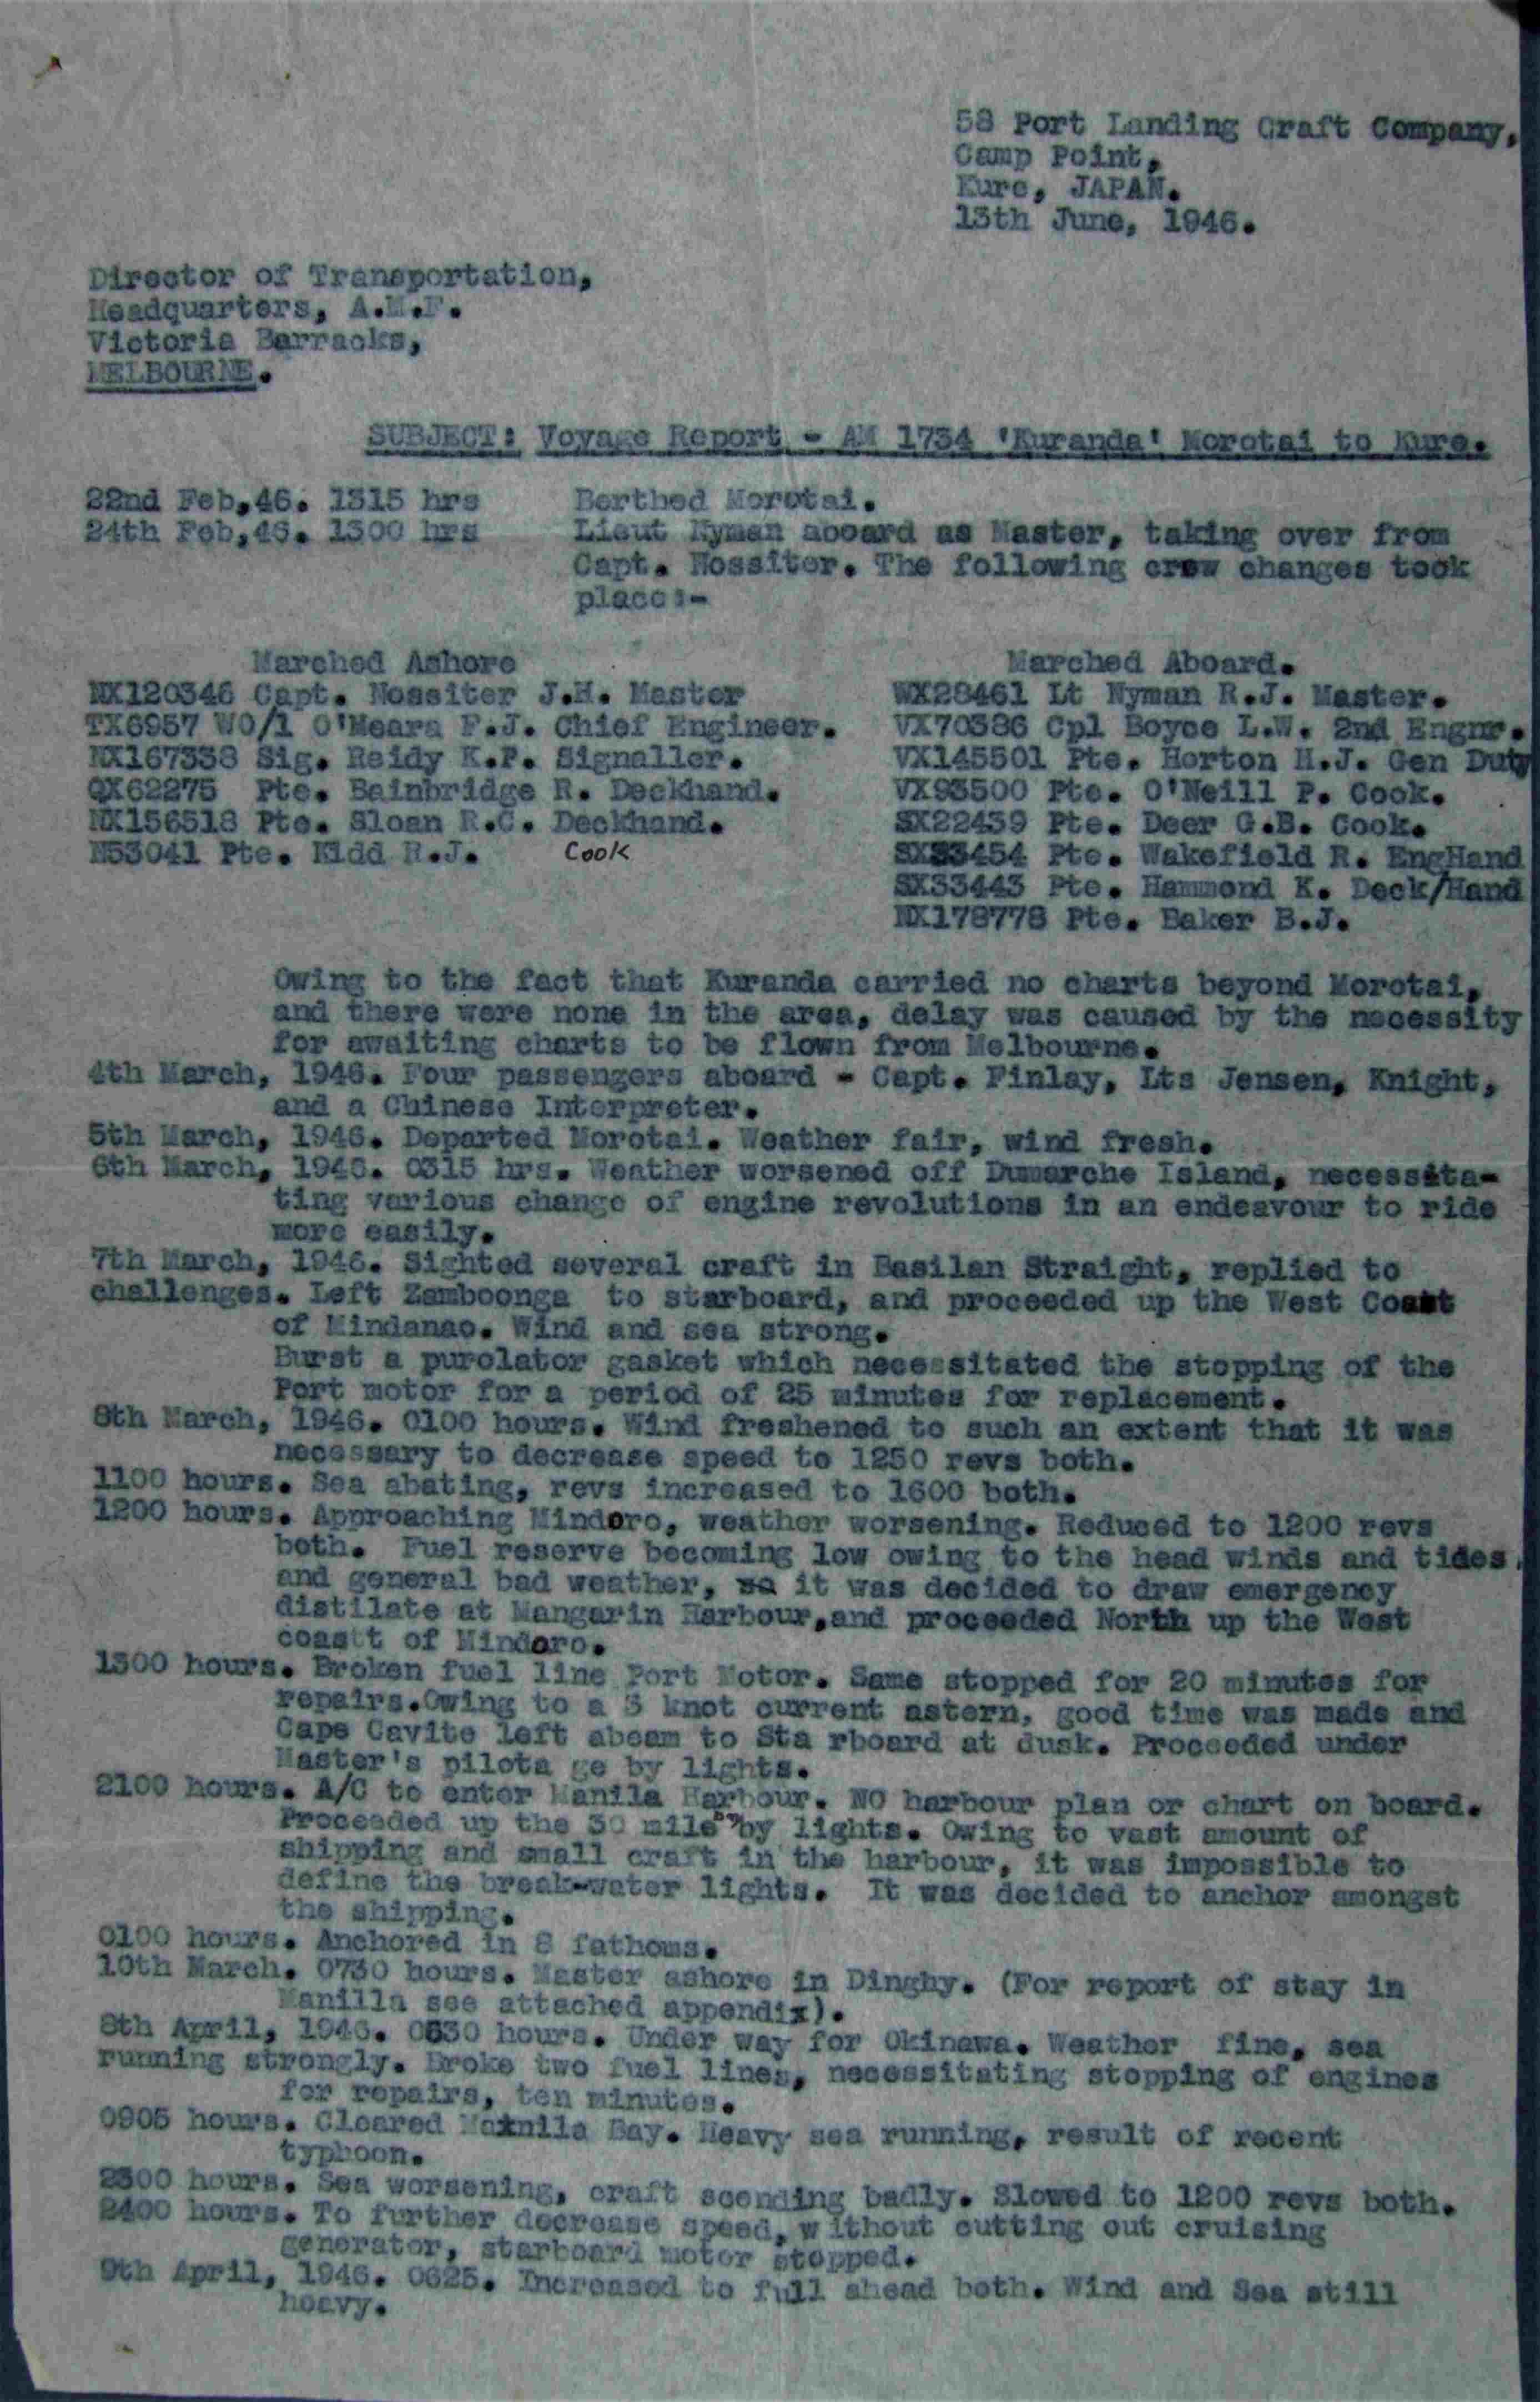 58 Port Landing Craft Company,
Camp Point,
Kure, JAPAN.
13th June, 1946.
Director of Transportation,
Headquarters, A.M.F.
Victoria Barracks,
MELBOURNE.
SUBJECT: Voyage Report - AM 1734 'Kuranda' Morotai to Kure.
22nd Feb,46. 1315 hrs Berthed Morotai.
24th Feb,46. 1300 hrs Lieut Nyman aboard as Master, taking over from
Capt. Nossiter. The following crew changes took
place:-
Marched Ashore Marched Aboard.
NX120346 Capt. Nossiter J.H. Master WX28461 Lt Nyman R.J. Master.
TX6957 WO/1 O'Meara F.J. Chief Engineer. VX70386 Cpl Boyce L.W. 2nd Engnr.
NX167338 Sig. Reidy K.P. Signaller. VX145501 Pte. Horton H.J. Gen Duty
QX62275 Pte. Bainbridge R. Deckhand. VX93500 Pte. O'Neill P. Cook.
NX156518 Pte. Sloan R.C. Deckhand. SX22439 Pte. Deer G.B. Cook.
N53041 Pte. Kidd R.J. Cook SX33454 Pte. Wakefield R. EngHand
SX33443 Pte. Hammond K. Deck/Hand
NX178778 Pte. Baker B.J.
Owing to the fact that Kuranda carried no charts beyond Morotai,
and there were none in the area, delay was caused by the necessity
for awaiting charts to be flown from Melbourne.
4th March, 1946. Four passengers aboard - Capt. Finlay, Lts Jensen, Knight,
and a Chinese Interpreter.
5th March, 1946. Departed Morotai. Weather fair, wind fresh.
6th March, 1946. 0315 hrs. Weather worsened off Dumarche Island, necessita-
ting various change of engine revolutions in an endeavour to ride
more easily.
7th March, 1946. Sighted several craft in Basilan Straight, replied to
challenges. Left Zamboonga to starboard, and proceeded up the West Coast
of Mindanao. Wind and sea strong.
Burst a purolator gasket which necessitated the stopping of the
Port motor for a period of 25 minutes for replacement.
8th March, 1946. 0100 hours. Wind freshened to such an extent that it was
necessary to decrease speed to 1250 revs both.
1100 hours. Sea abating, revs increased to 1600 both.
1200 hours. Approaching Mindoro, weather worsening. Reduced to 1200 revs
both. Fuel reserve becoming low owing to the head winds and tides,
and general bad weather, so it was decided to draw emergency
distilate at Mangarin Harbour,and proceeded North up the West
coastt of Mindoro.
1300 hours. Broken fuel line Port Motor. Same stopped for 20 minutes for
repairs.Owing to a 3 knot current astern, good time was made and
Cape Cavite left abeam to Sta rboard at dusk. Proceeded under
Master's pilota ge by lights.
2100 hours. A/C to enter Manila Harbour. NO harbour plan or chart on board.
Proceeded up the 30 mile bay by lights. Owing to vast amount of
shipping and small craft in the harbour, it was impossible to
define the break-water lights. It was decided to anchor amongst
the shipping.
0100 hours. Anchored in 8 fathoms.
10th March. 0730 hours. Master ashore in Dinghy. (For report of stay in
Manilla see attached appendix).
8th April, 1946. 0630 hours. Under way for Okinawa. Weather fine, sea
running strongly. Broke two fuel lines, necessitating stopping of engines
for repairs, ten minutes.
0905 hours. Cleared Mainila Bay. Heavy sea running, result of recent
typhoon.
2300 hours. Sea worsening, craft scending badly. Slowed to 1200 revs both.
2400 hours. To further decrease speed, without cutting out cruising
generator, starboard motor stopped.
9th April, 1946. 0625. Increased to full ahead both. Wind and Sea still
heavy.